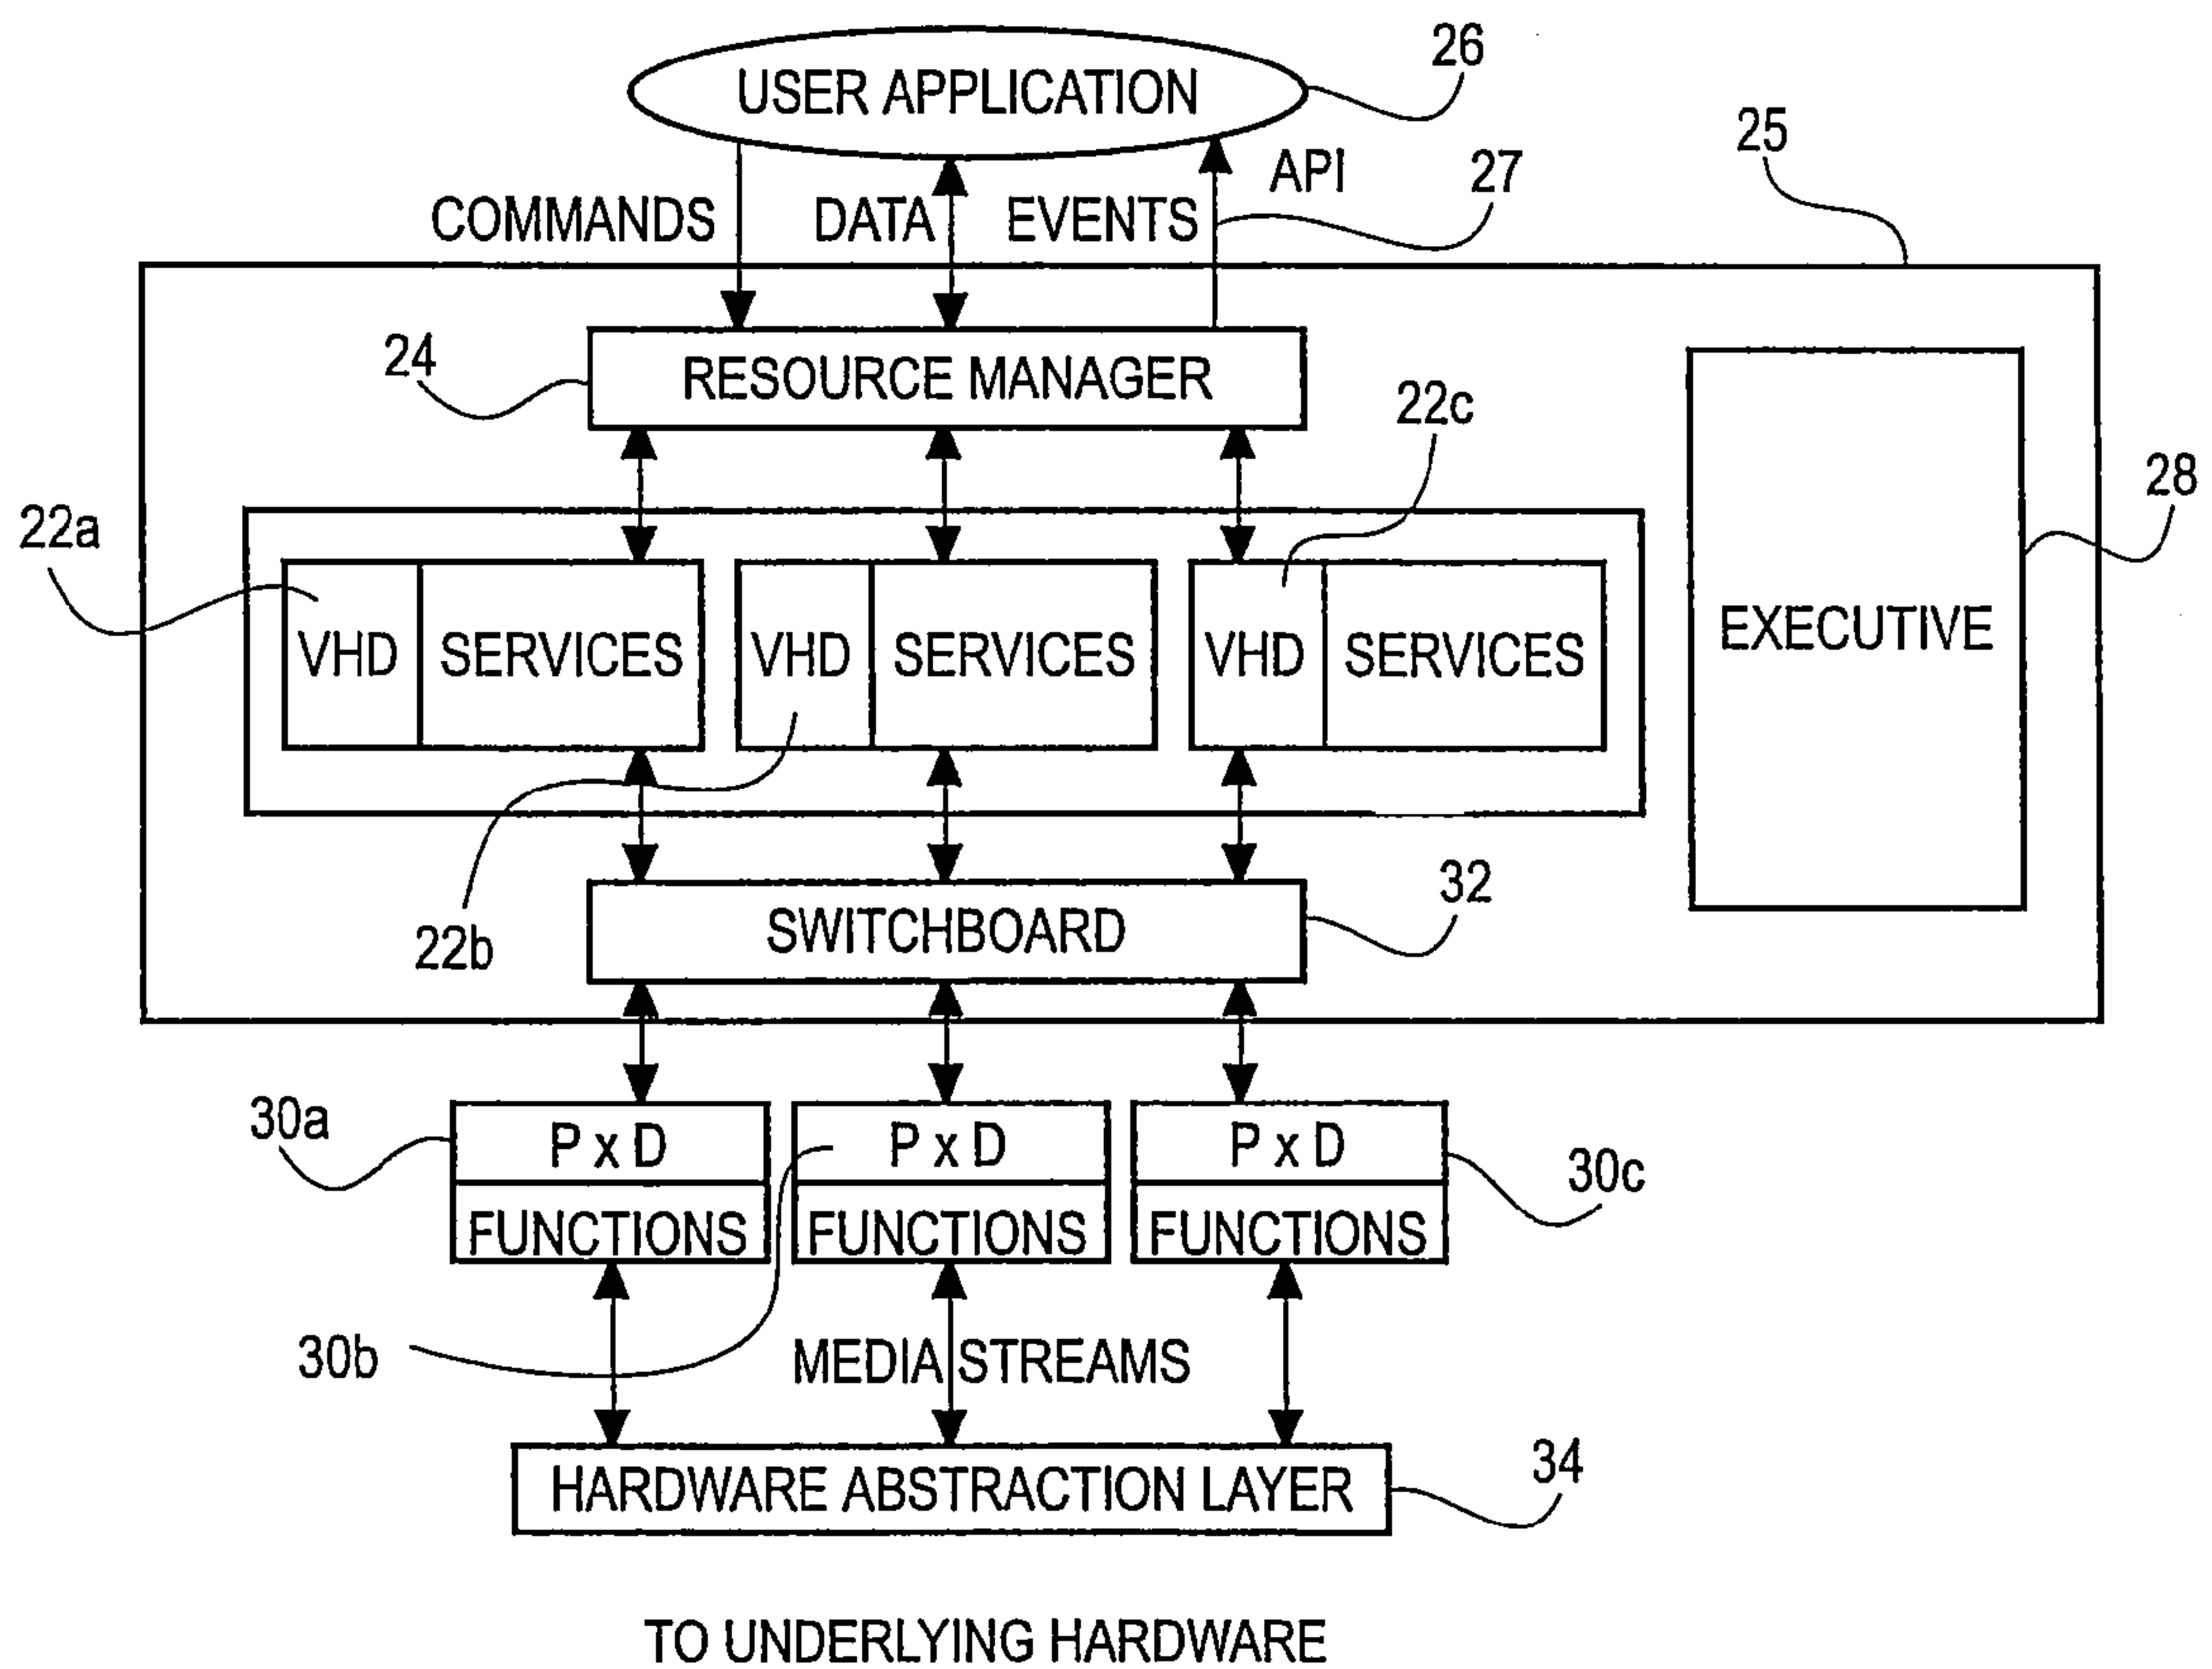 26
USER APPLICATION
25
API
27
COMMANDS
DATA
EVENTS
24
RESOURCE MANAGER
22c
28
22a
VHD
SERVICES
VHD
SERVICES
VHD
SERVICES
EXECUTIVE
32
22b
SWITCHBOARD
30a
P x D
P x D
P x D
30c
FUNCTIONS
FUNCTIONS
FUNCTIONS
30b
MEDIA STREAMS
34
HARDWARE ABSTRACTION LAYER
TO UNDERLYING HARDWARE